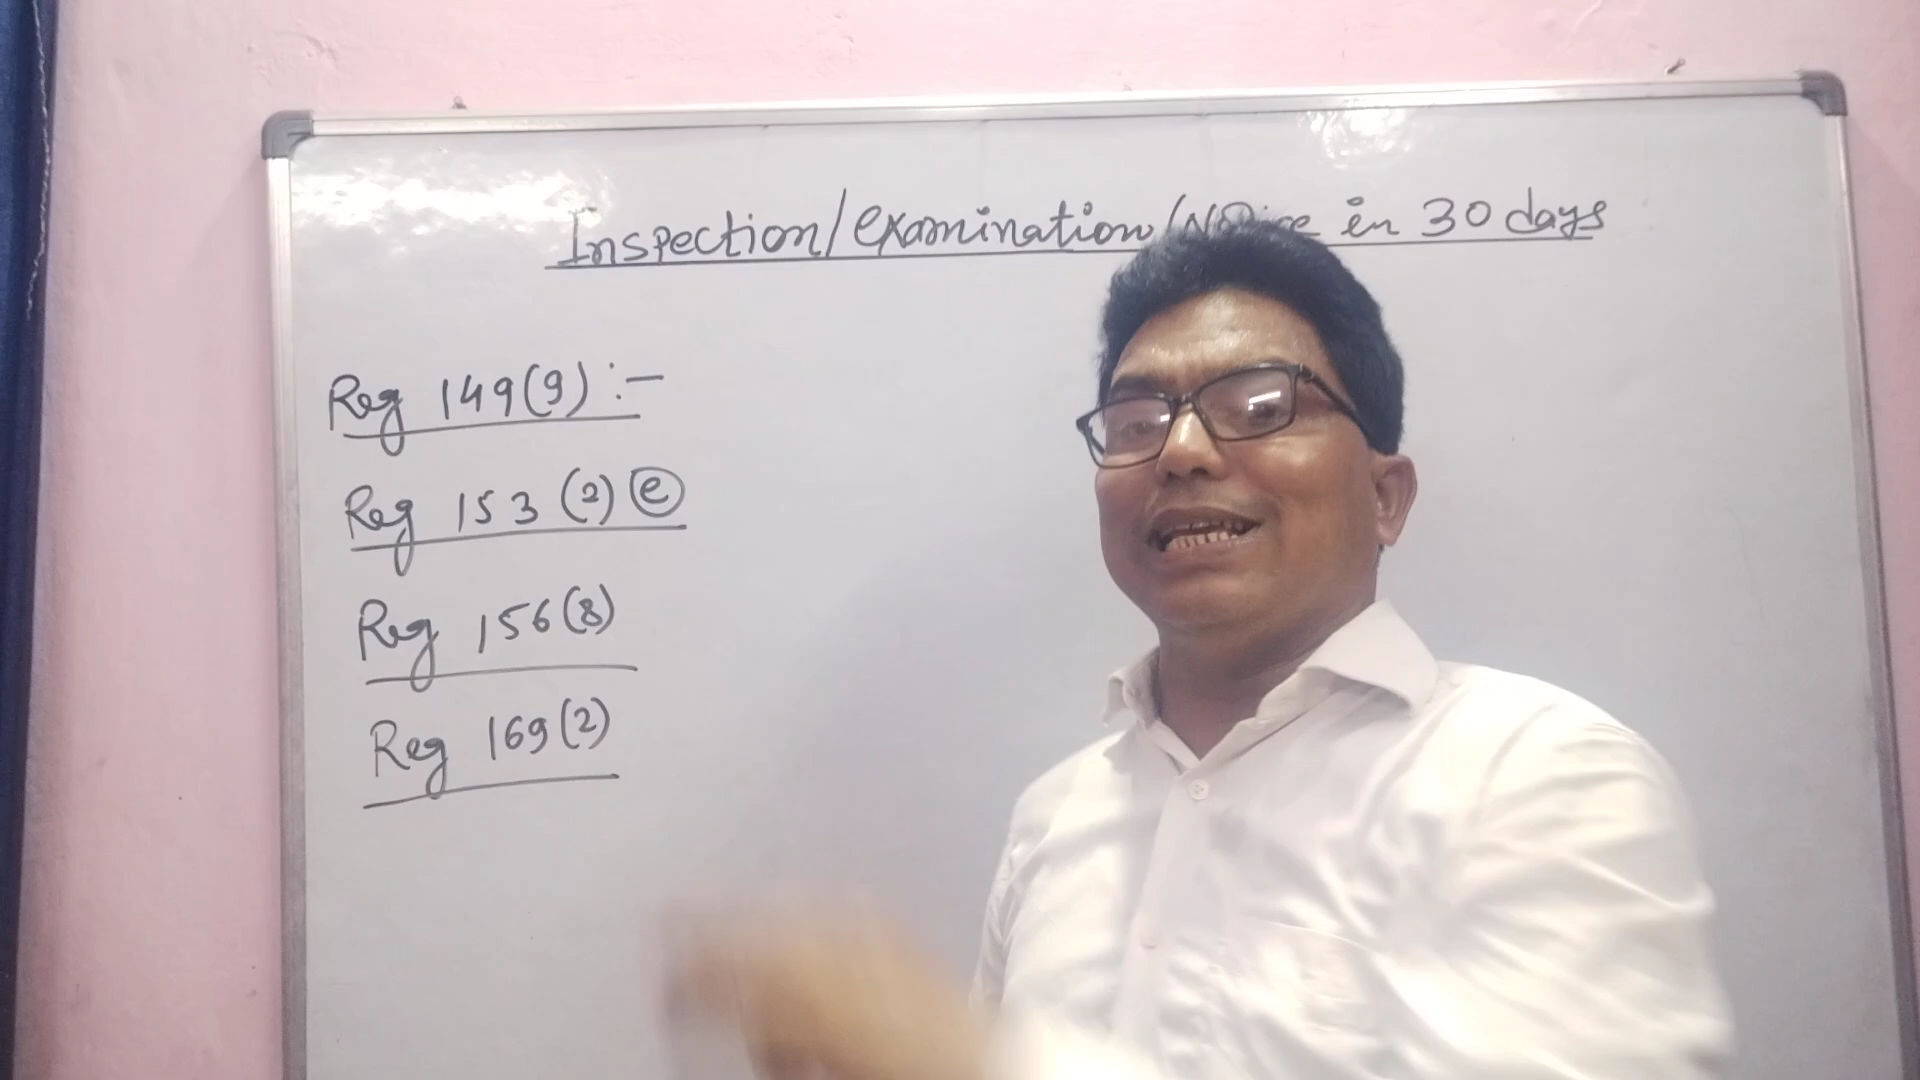 Inspection/examination/Notice in 30 days
Reg 149(9) :-
Reg 153 (2) (e)
Reg 156(8)
Reg 169(2)